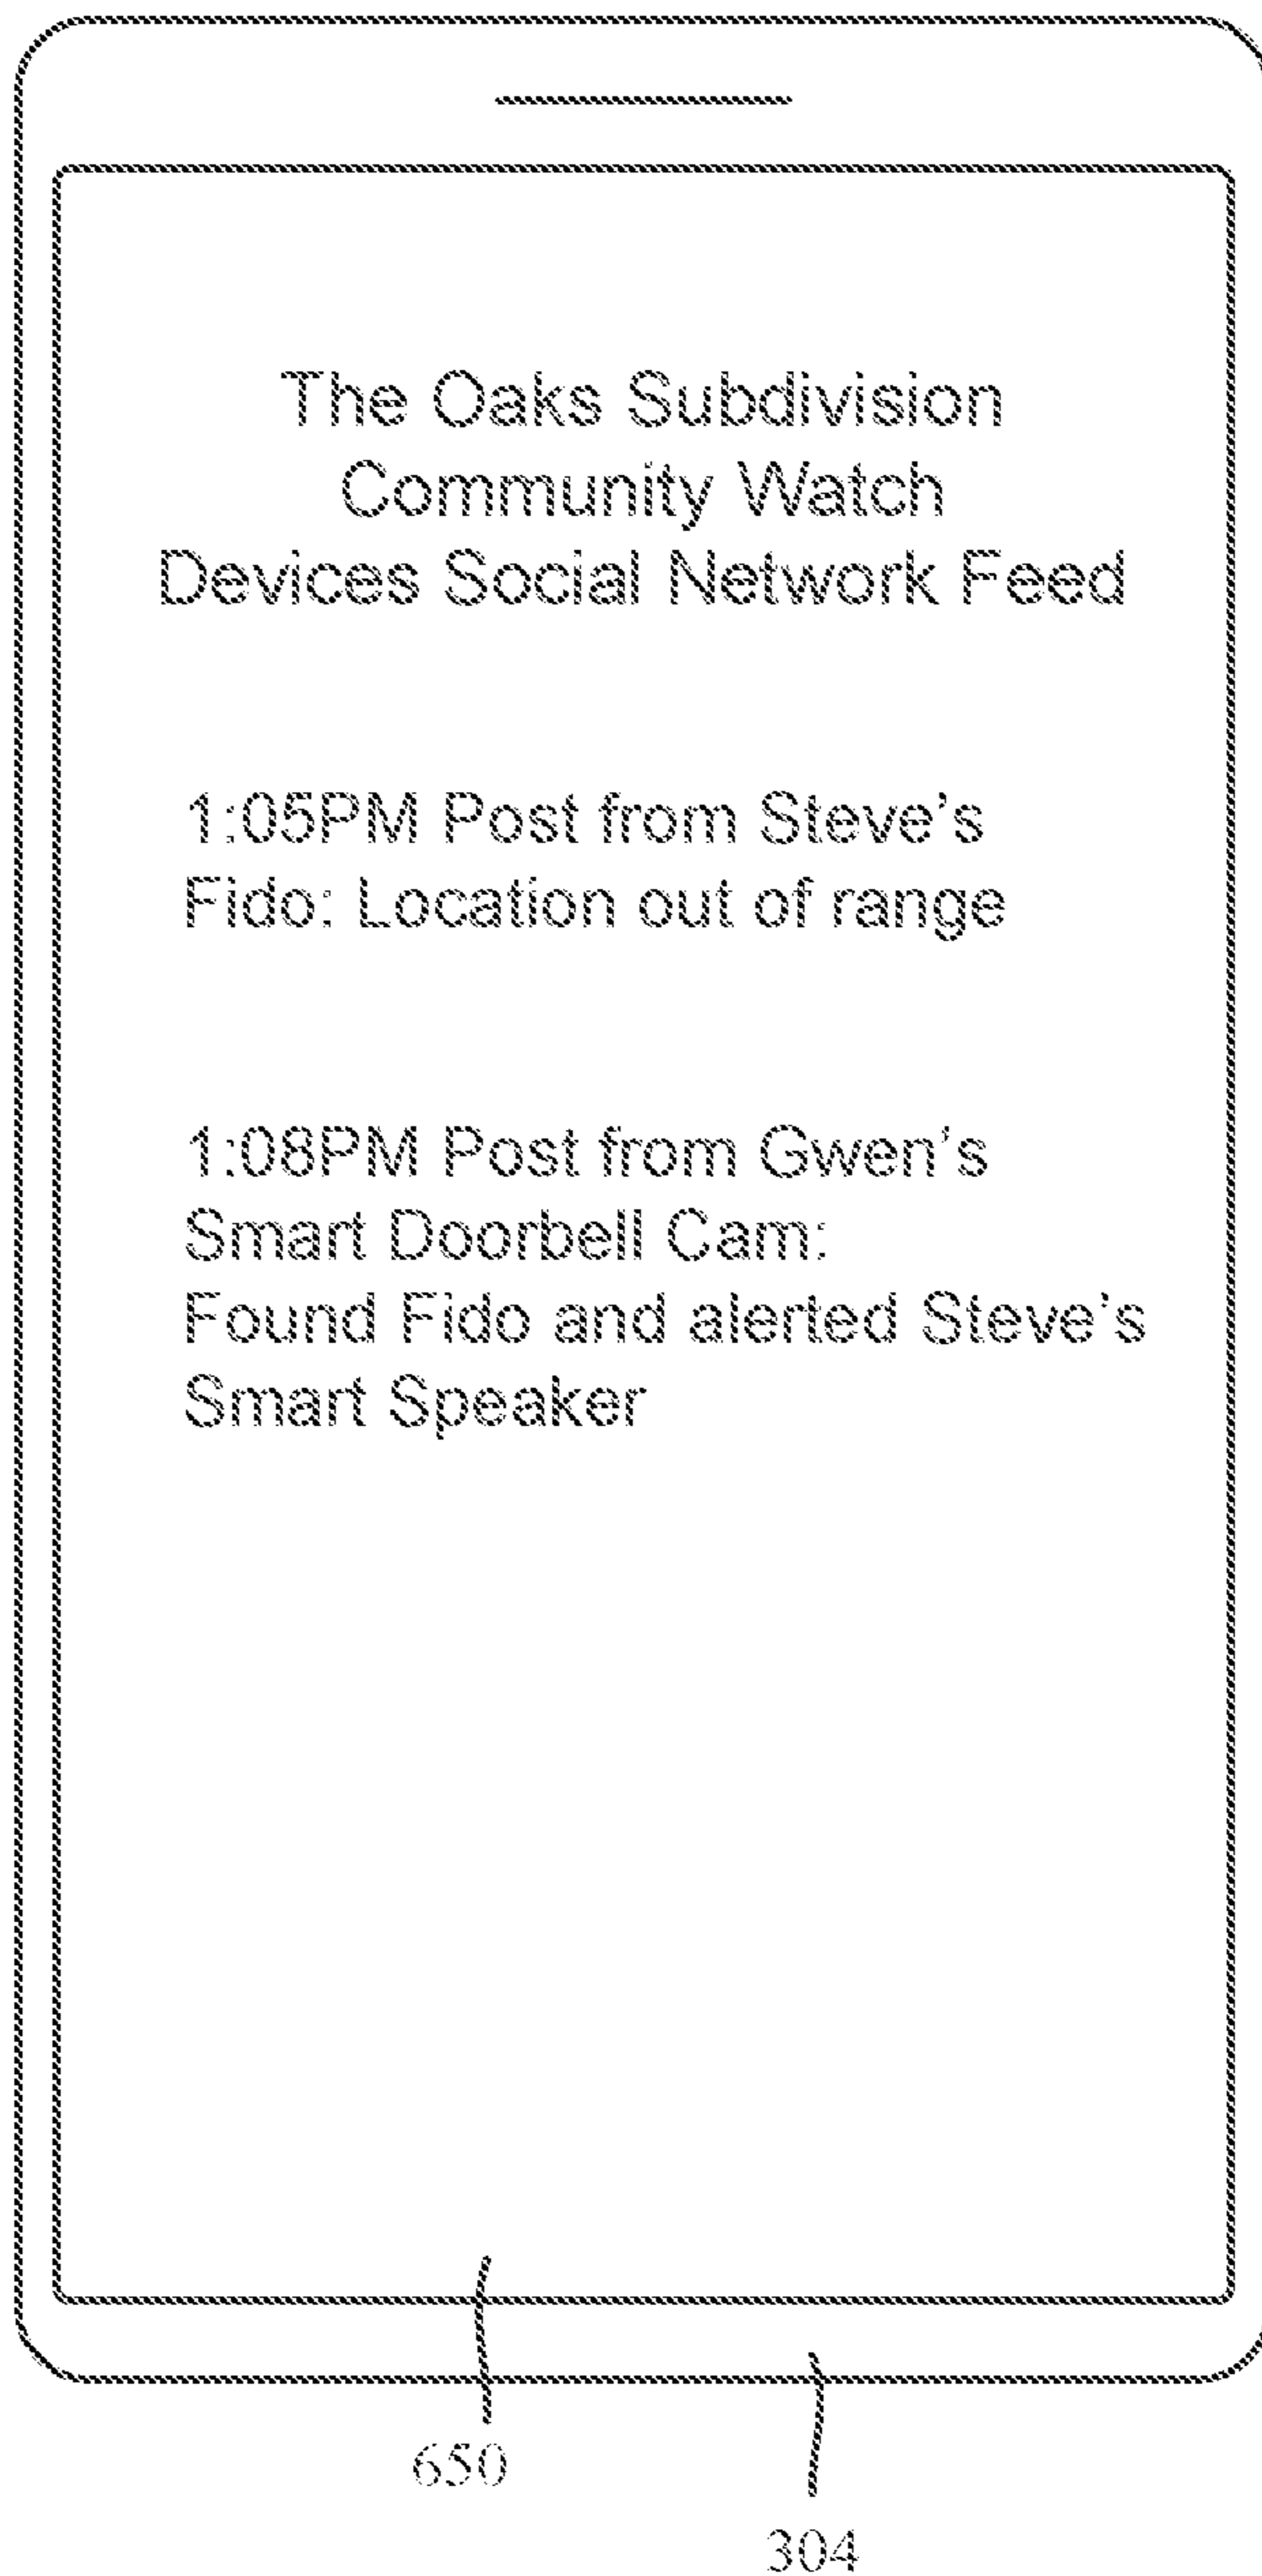 The Oaks Subdivision
Community Watch
Devices Social Network Feed
1:05PM Post from Steve's
Fido: Location out of range
1:08PM Post from Gwen's
Smart Doorbell Cam:
Found Fido and alerted Steve's
Smart Speaker
650
304